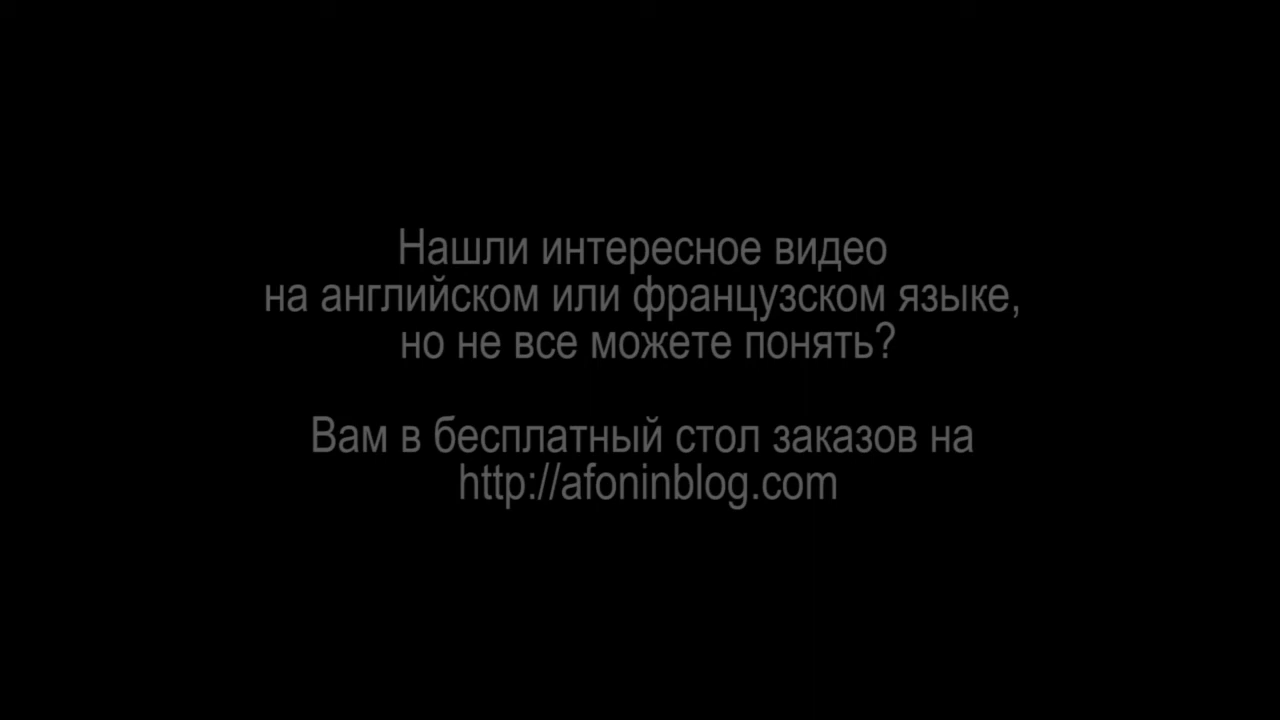 Нашли интересное видео
на английском или французском языке,
но не все можете понять?
Вам в бесплатный стол заказов на
http://afoninblog.com